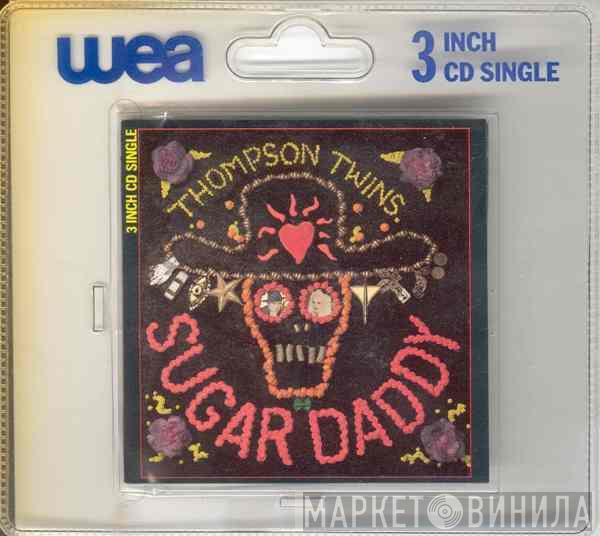 wea
3 INCH
CD SINGLE
3 INCH CD SINGLE
THOMPSON TWINS.
SUGAR DADDY
МАРКЕТ ВИНИЛА